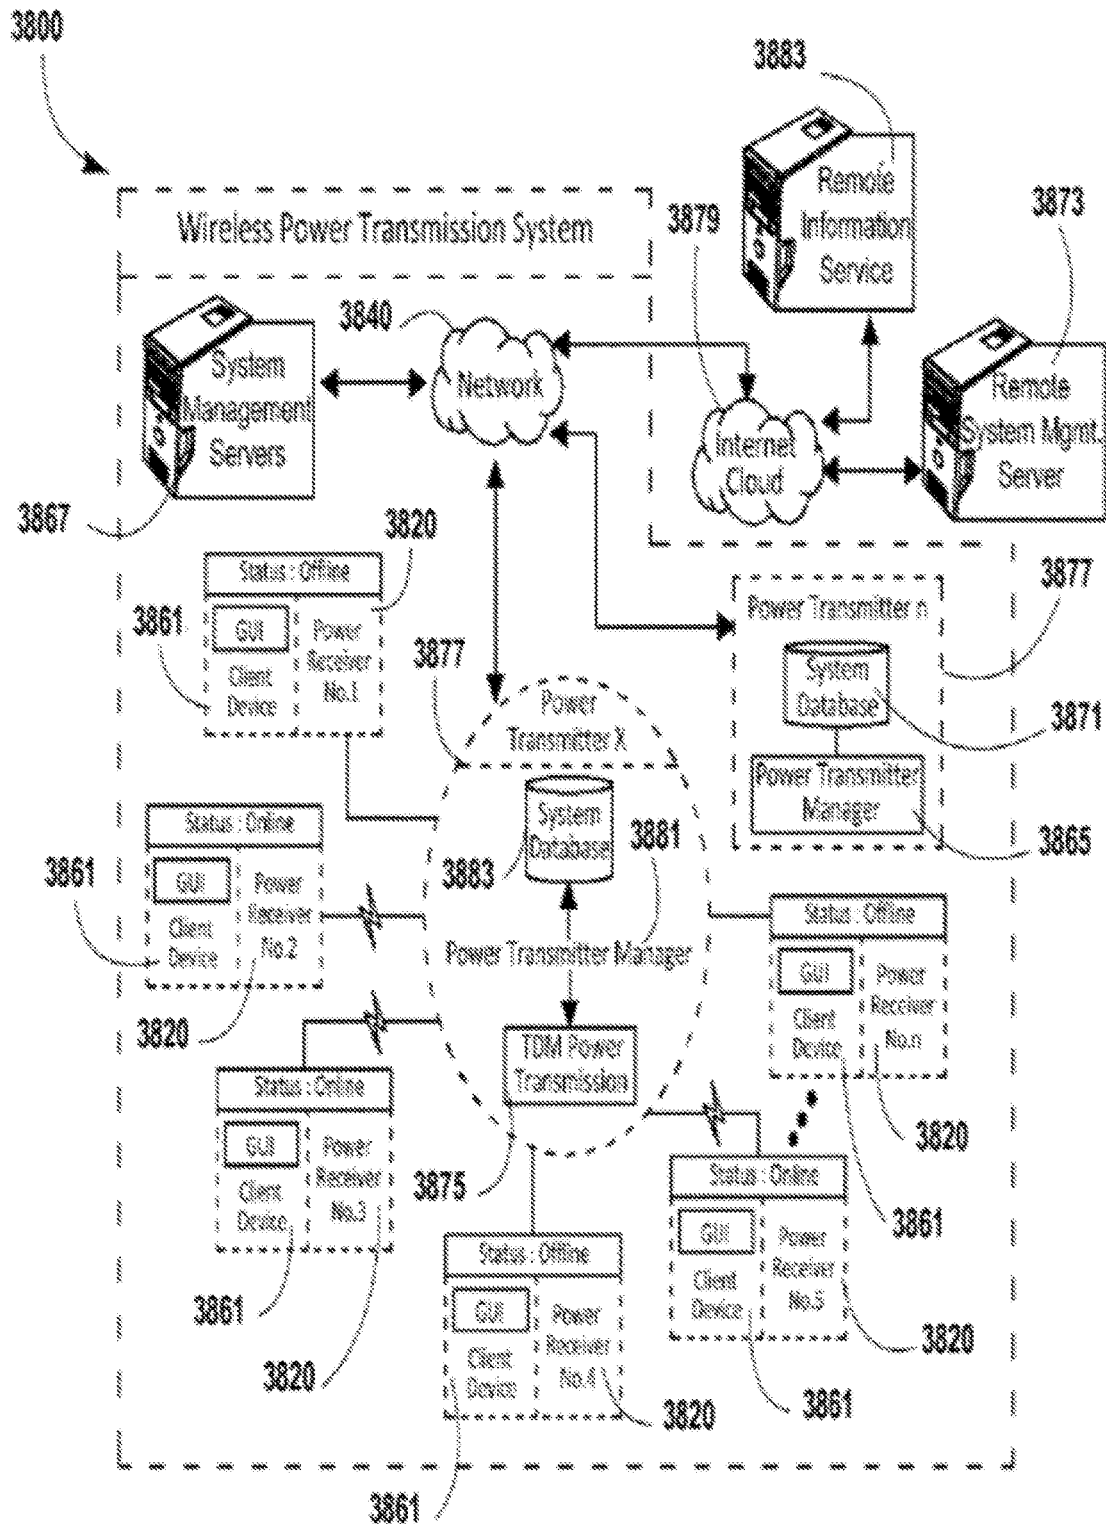 3800
3883
Remote
Information
Service
3879
3873
Wireless Power Transmission System
3840
System
Management
Servers
Network
Remote
System Mgmt.
Server
Internet
Cloud
3867
3820
Status : Offline
GUI
Client
Device
Power
Receiver
No.1
3861
3877
3877
Power Transmitter n
System
Database
3871
Power Transmitter
Manager
3865
Power
Transmitter X
System
Database
3883
3881
Power Transmitter Manager
TDM Power
Transmission
3875
Status : Online
GUI
Client
Device
Power
Receiver
No.2
3861
3820
Status : Offline
GUI
Client
Device
Power
Receiver
No.n
3820
3861
Status : Online
GUI
Client
Device
Power
Receiver
No.3
3861
3820
Status : Online
GUI
Client
Device
Power
Receiver
No.5
3820
3861
Status : Offline
GUI
Client
Device
Power
Receiver
No.4
3820
3861